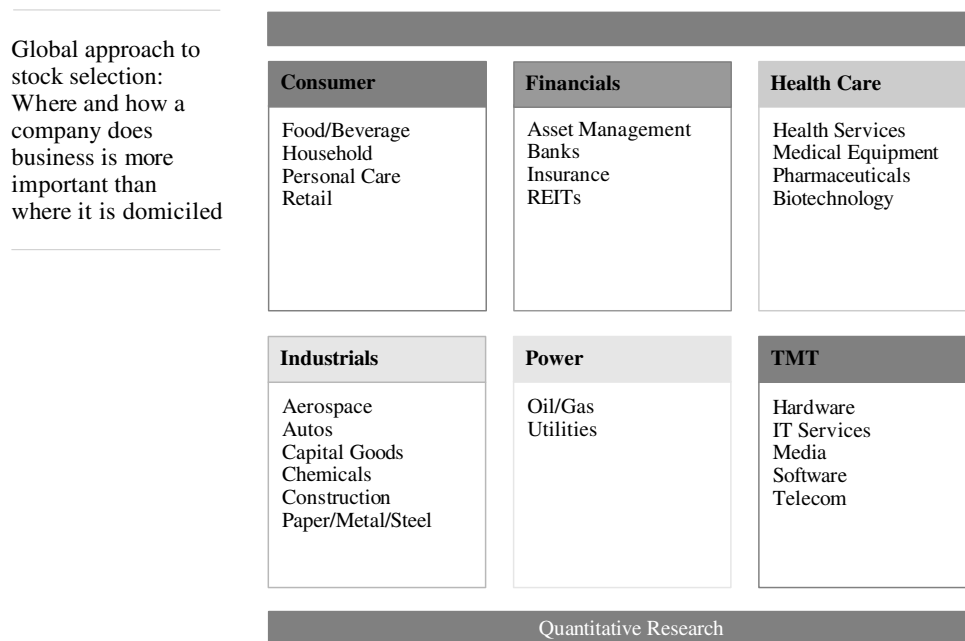 Global approach to
stock selection:
Where and how a
company does
business is more
important than
where it is domiciled
Consumer
Food/Beverage
Household
Personal Care
Retail
Financials
Asset Management
Banks
Insurance
REITs
Health Care
Health Services
Medical Equipment
Pharmaceuticals
Biotechnology
Industrials
Aerospace
Autos
Capital Goods
Chemicals
Construction
Paper/Metal/Steel
Power
Oil/Gas
Utilities
TMT
Hardware
IT Services
Media
Software
Telecom
Quantitative Research